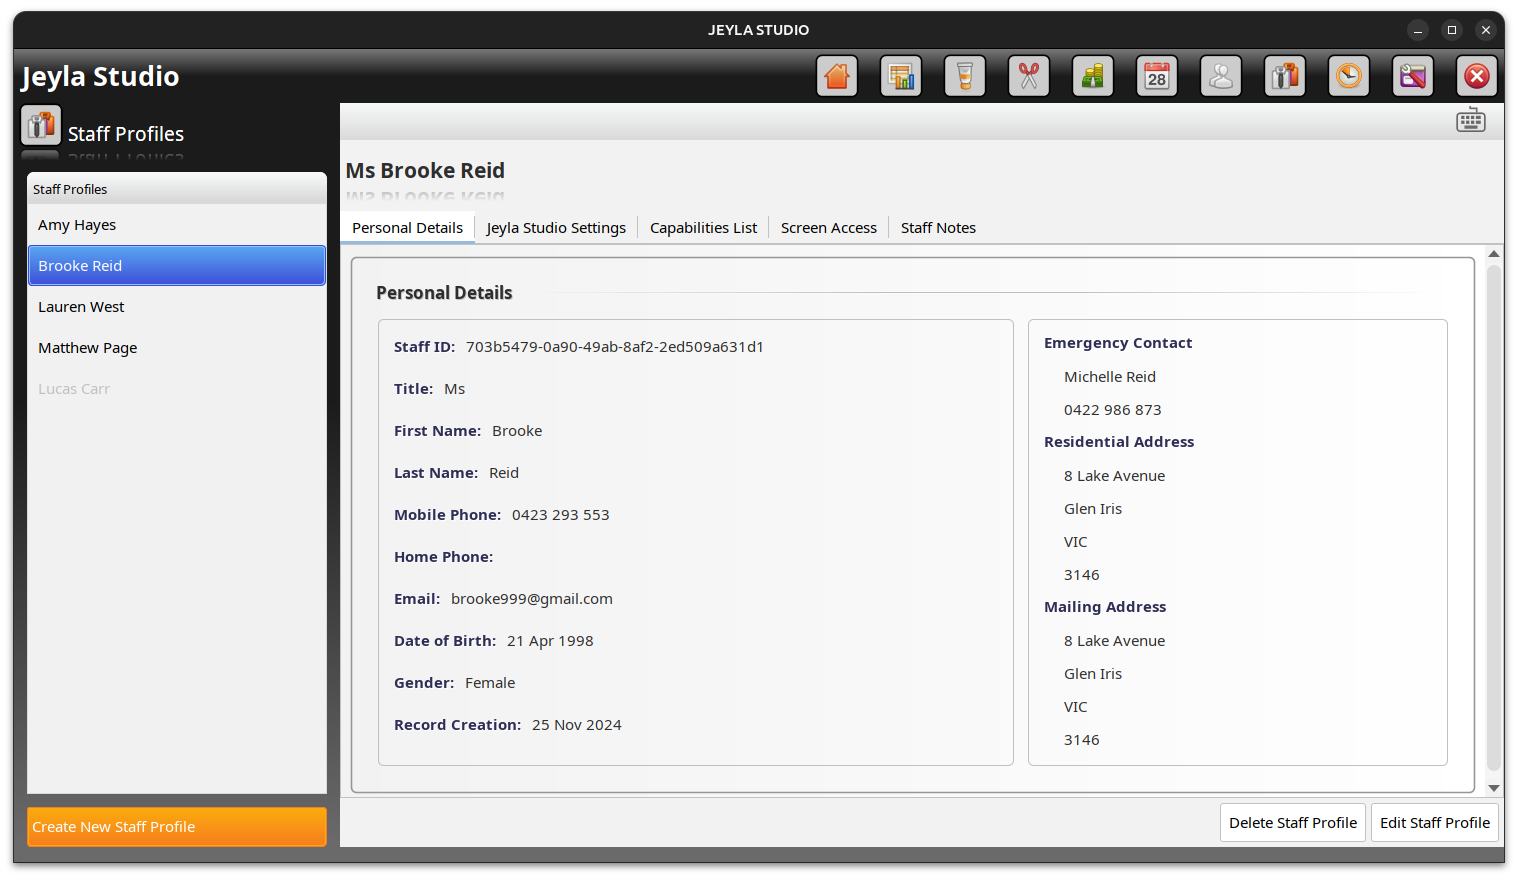 JEYLA STUDIO
Jeyla Studio
28
Staff Profiles
Staff Profiles
Amy Hayes
Brooke Reid
Lauren West
Matthew Page
Lucas Carr
Create New Staff Profile
Ms Brooke Reid
Personal Details
Jeyla Studio Settings
Capabilities List
Screen Access
Staff Notes
Personal Details
Staff ID: 703b5479-0a90-49ab-8af2-2ed509a631d1
Title: Ms
First Name: Brooke
Last Name: Reid
Mobile Phone: 0423 293 553
Home Phone:
Email: brooke999@gmail.com
Date of Birth: 21 Apr 1998
Gender: Female
Record Creation: 25 Nov 2024
Emergency Contact
Michelle Reid
0422 986 873
Residential Address
8 Lake Avenue
Glen Iris
VIC
3146
Mailing Address
8 Lake Avenue
Glen Iris
VIC
3146
Delete Staff Profile
Edit Staff Profile